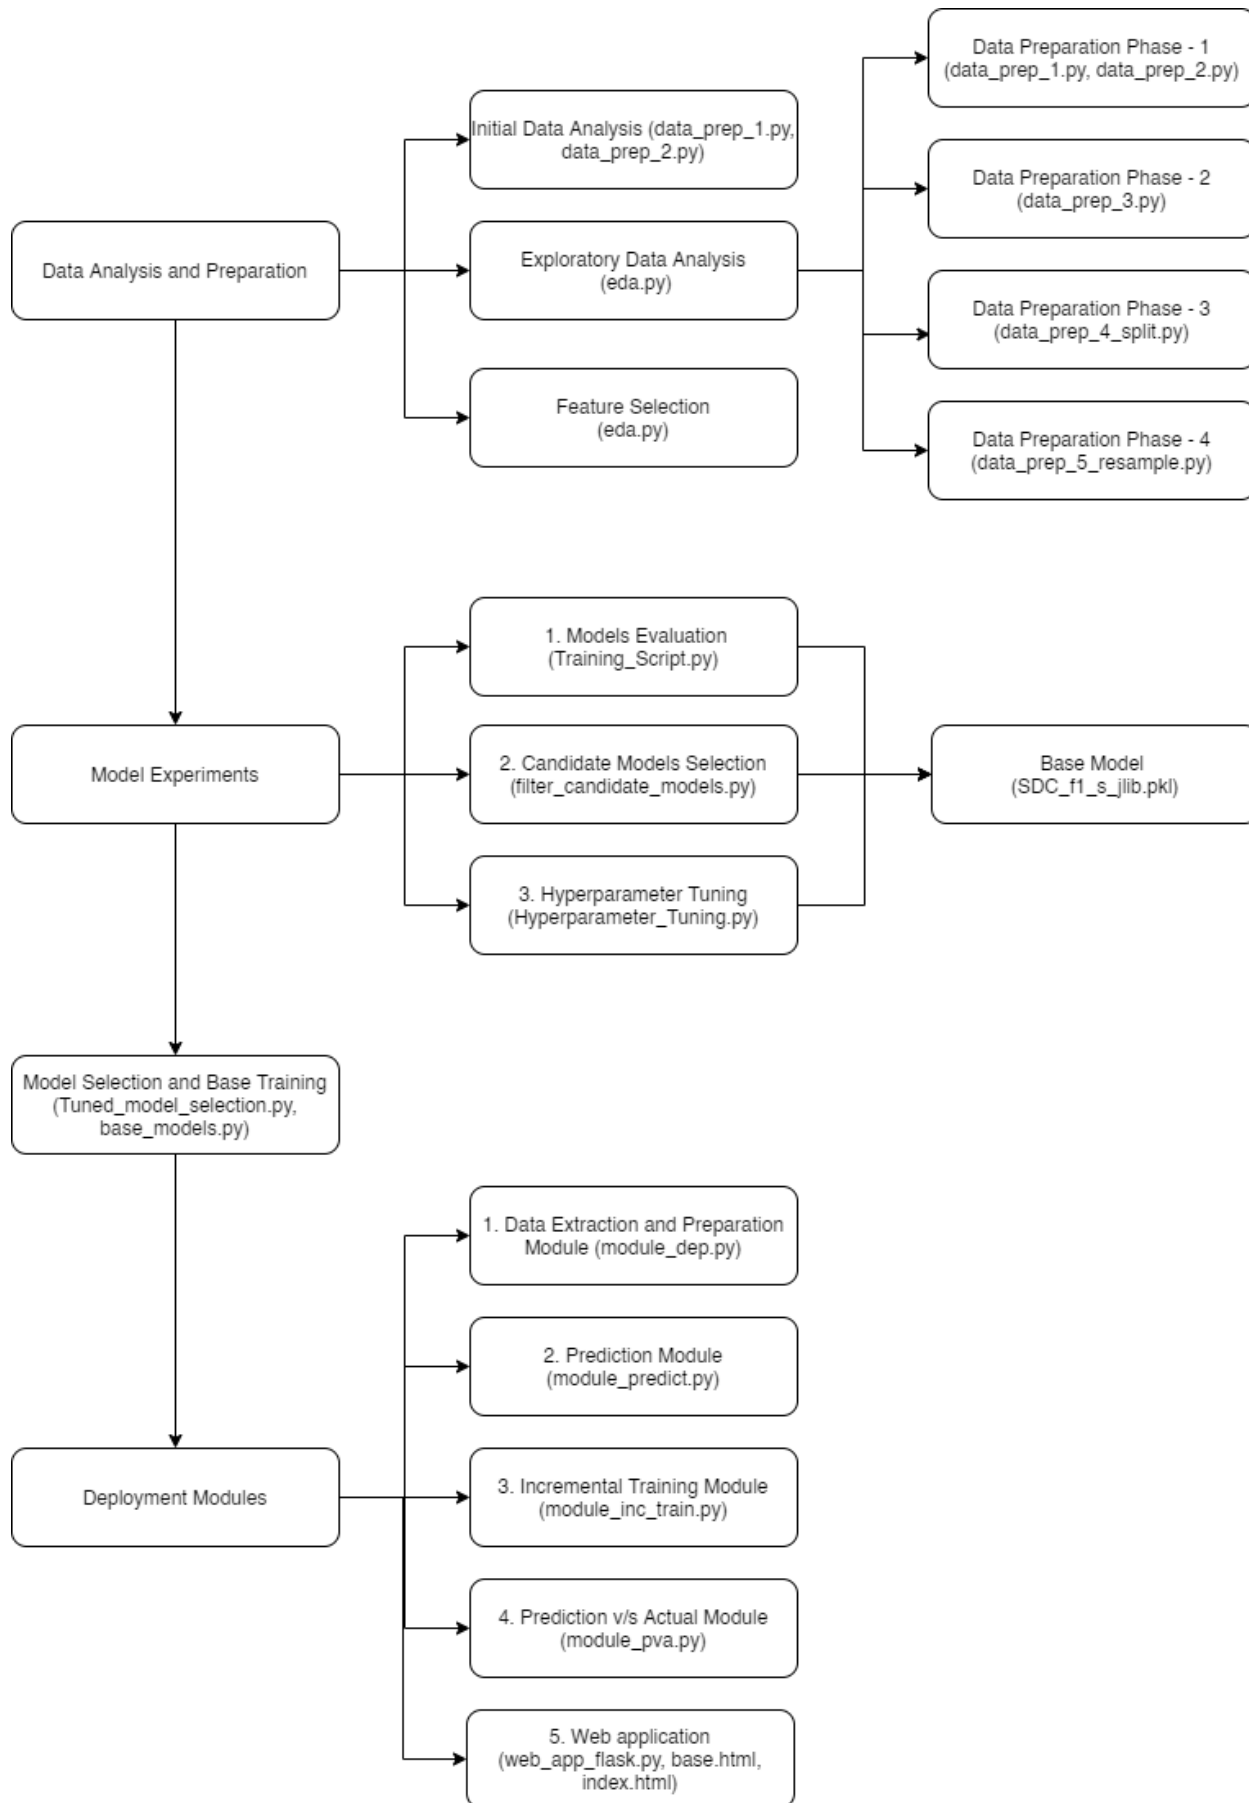 Data Preparation Phase - 1
(data_prep_1.py, data_prep_2.py)
Initial Data Analysis (data_prep_1.py,
data_prep_2.py)
Data Preparation Phase - 2
(data_prep_3.py)
Data Analysis and Preparation
Exploratory Data Analysis
(eda.py)
Data Preparation Phase - 3
(data_prep_4_split.py)
Feature Selection
(eda.py)
Data Preparation Phase - 4
(data_prep_5_resample.py)
1. Models Evaluation
(Training_Script.py)
Model Experiments
2. Candidate Models Selection
(filter_candidate_models.py)
Base Model
(SDC_f1_s_jlib.pkl)
3. Hyperparameter Tuning
(Hyperparameter_Tuning.py)
Model Selection and Base Training
(Tuned_model_selection.py,
base_models.py)
1. Data Extraction and Preparation
Module (module_dep.py)
2. Prediction Module
(module_predict.py)
Deployment Modules
3. Incremental Training Module
(module_inc_train.py)
4. Prediction v/s Actual Module
(module_pva.py)
5. Web application
(web_app_flask.py, base.html,
index.html)